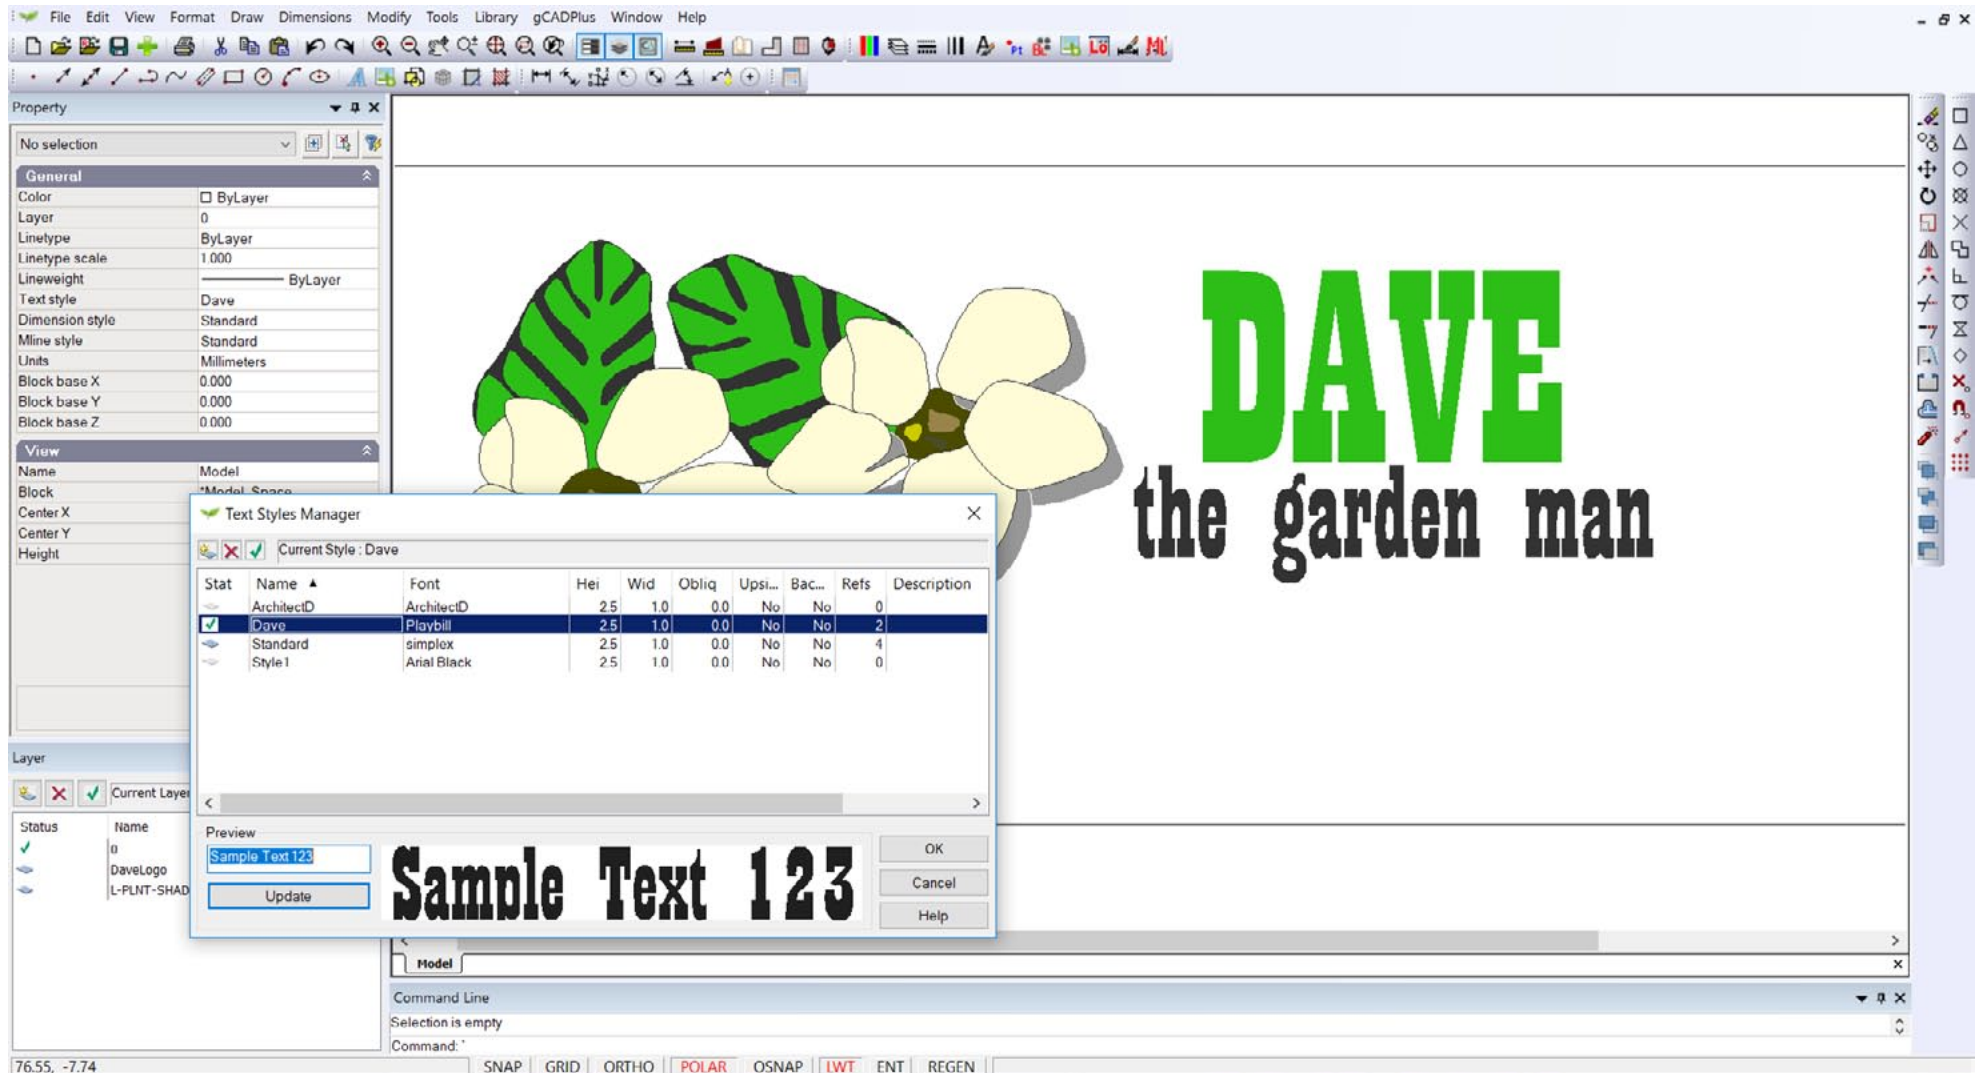 File Edit View Format Draw Dimensions Modify Tools Library gCADPlus Window Help
Property
No selection
General
Color ByLayer
Layer 0
Linetype ByLayer
Linetype scale 1.000
Lineweight ByLayer
Text style Dave
Dimension style Standard
Mline style Standard
Units Millimeters
Block base X 0.000
Block base Y 0.000
Block base Z 0.000
View
Name Model
Block *Model_Space
Center X
Center Y
Height
DAVE
the garden man
Text Styles Manager
Current Style : Dave
Stat Name Font Hei Wid Obliq Upsi... Bac... Refs Description
ArchitectD ArchitectD 2.5 1.0 0.0 No No 0
Dave Playbill 2.5 1.0 0.0 No No 2
Standard simplex 2.5 1.0 0.0 No No 4
Style1 Arial Black 2.5 1.0 0.0 No No 0
Preview
Sample Text 123
Update
Sample Text 123
OK
Cancel
Help
Layer
Current Layer
Status Name
0
DaveLogo
L-PLNT-SHAD
Model
Command Line
Selection is empty
Command: '
76.55, -7.74 SNAP GRID ORTHO POLAR OSNAP LWT ENT REGEN